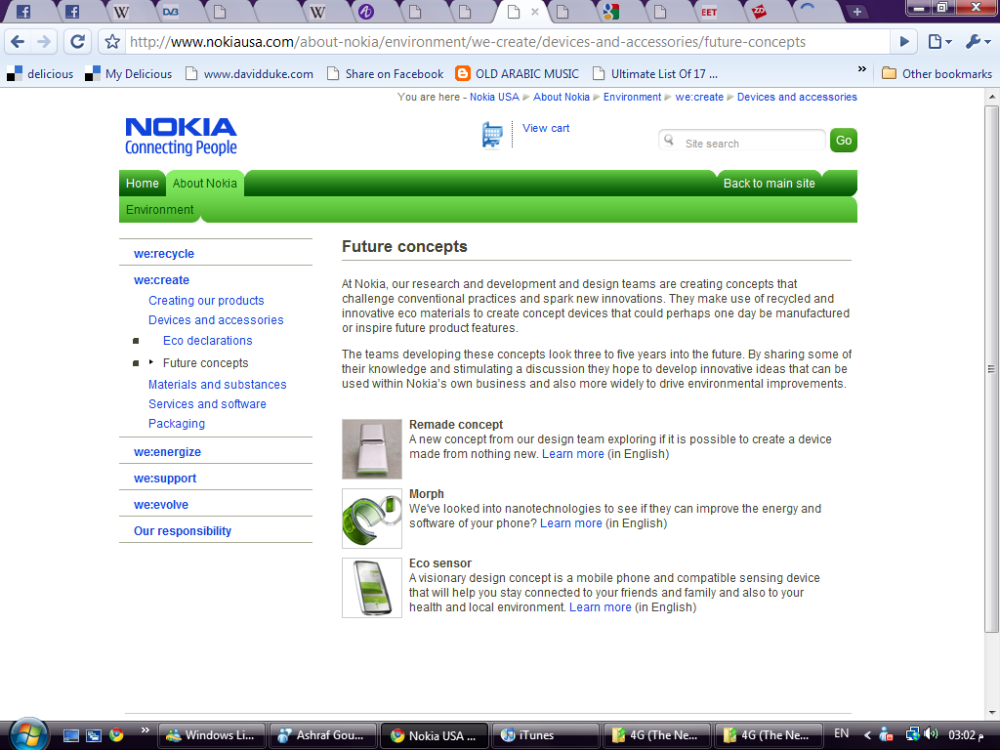 W
DVB
W
EET
ZD
http://www.nokiausa.com/about-nokia/environment/we-create/devices-and-accessories/future-concepts
delicious My Delicious www.davidduke.com Share on Facebook OLD ARABIC MUSIC Ultimate List Of 17 ... » Other bookmarks
You are here - Nokia USA Ⓟ About Nokia Environment we:create Devices and accessories
NOKIA
Connecting People
View cart
Site search Go
Home About Nokia Back to main site
Environment
we:recycle
we:create
Creating our products
Devices and accessories
Eco declarations
Future concepts
Materials and substances
Services and software
Packaging
we:energize
we:support
we:evolve
Our responsibility
Future concepts
At Nokia, our research and development and design teams are creating concepts that
challenge conventional practices and spark new innovations. They make use of recycled and
innovative eco materials to create concept devices that could perhaps one day be manufactured
or inspire future product features.
The teams developing these concepts look three to five years into the future. By sharing some of
their knowledge and stimulating a discussion they hope to develop innovative ideas that can be
used within Nokia's own business and also more widely to drive environmental improvements.
Remade concept
A new concept from our design team exploring if it is possible to create a device
made from nothing new. Learn more (in English)
Morph
We've looked into nanotechnologies to see if they can improve the energy and
software of your phone? Learn more (in English)
Eco sensor
A visionary design concept is a mobile phone and compatible sensing device
that will help you stay connected to your friends and family and also to your
health and local environment. Learn more (in English)
» Windows Li... Ashraf Gou... Nokia USA ... iTunes 4G (The Ne... 4G (The Ne... EN < 03:02 م